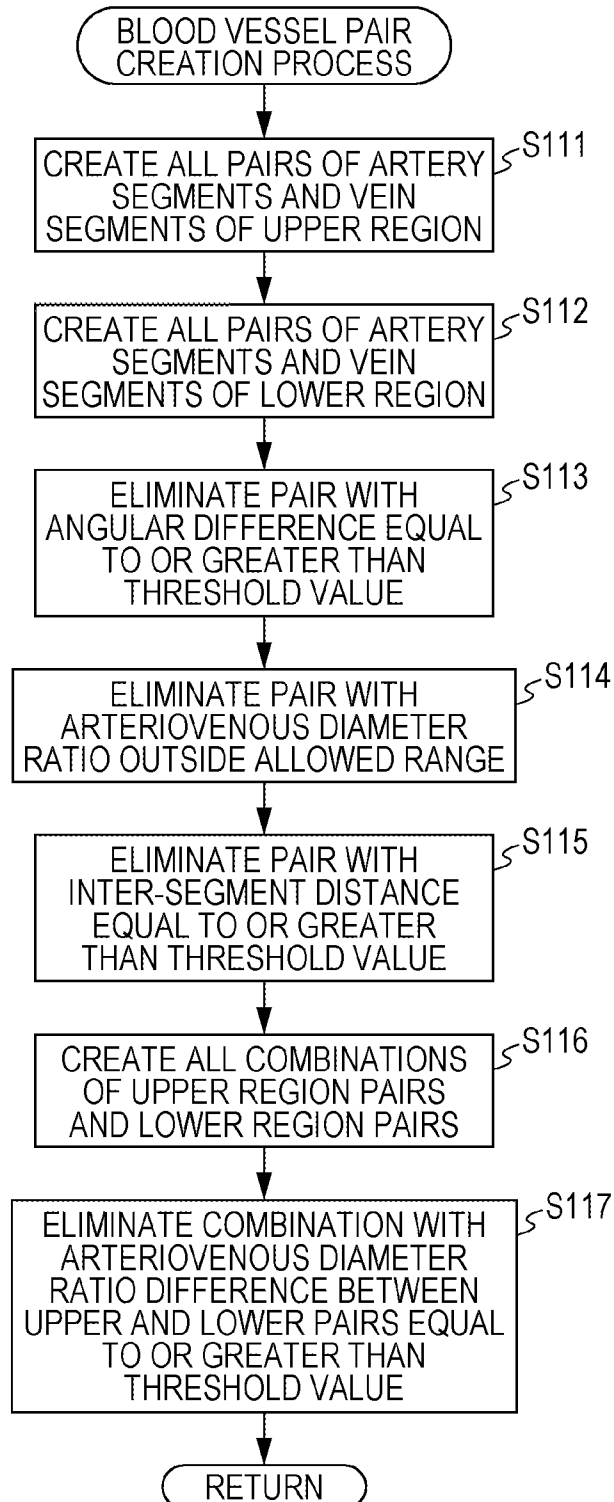 BLOOD VESSEL PAIR
CREATION PROCESS
S111
CREATE ALL PAIRS OF ARTERY
SEGMENTS AND VEIN
SEGMENTS OF UPPER REGION
S112
CREATE ALL PAIRS OF ARTERY
SEGMENTS AND VEIN
SEGMENTS OF LOWER REGION
S113
ELIMINATE PAIR WITH
ANGULAR DIFFERENCE EQUAL
TO OR GREATER THAN
THRESHOLD VALUE
S114
ELIMINATE PAIR WITH
ARTERIOVENOUS DIAMETER
RATIO OUTSIDE ALLOWED RANGE
S115
ELIMINATE PAIR WITH
INTER-SEGMENT DISTANCE
EQUAL TO OR GREATER
THAN THRESHOLD VALUE
S116
CREATE ALL COMBINATIONS
OF UPPER REGION PAIRS
AND LOWER REGION PAIRS
S117
ELIMINATE COMBINATION WITH
ARTERIOVENOUS DIAMETER
RATIO DIFFERENCE BETWEEN
UPPER AND LOWER PAIRS EQUAL
TO OR GREATER THAN
THRESHOLD VALUE
RETURN